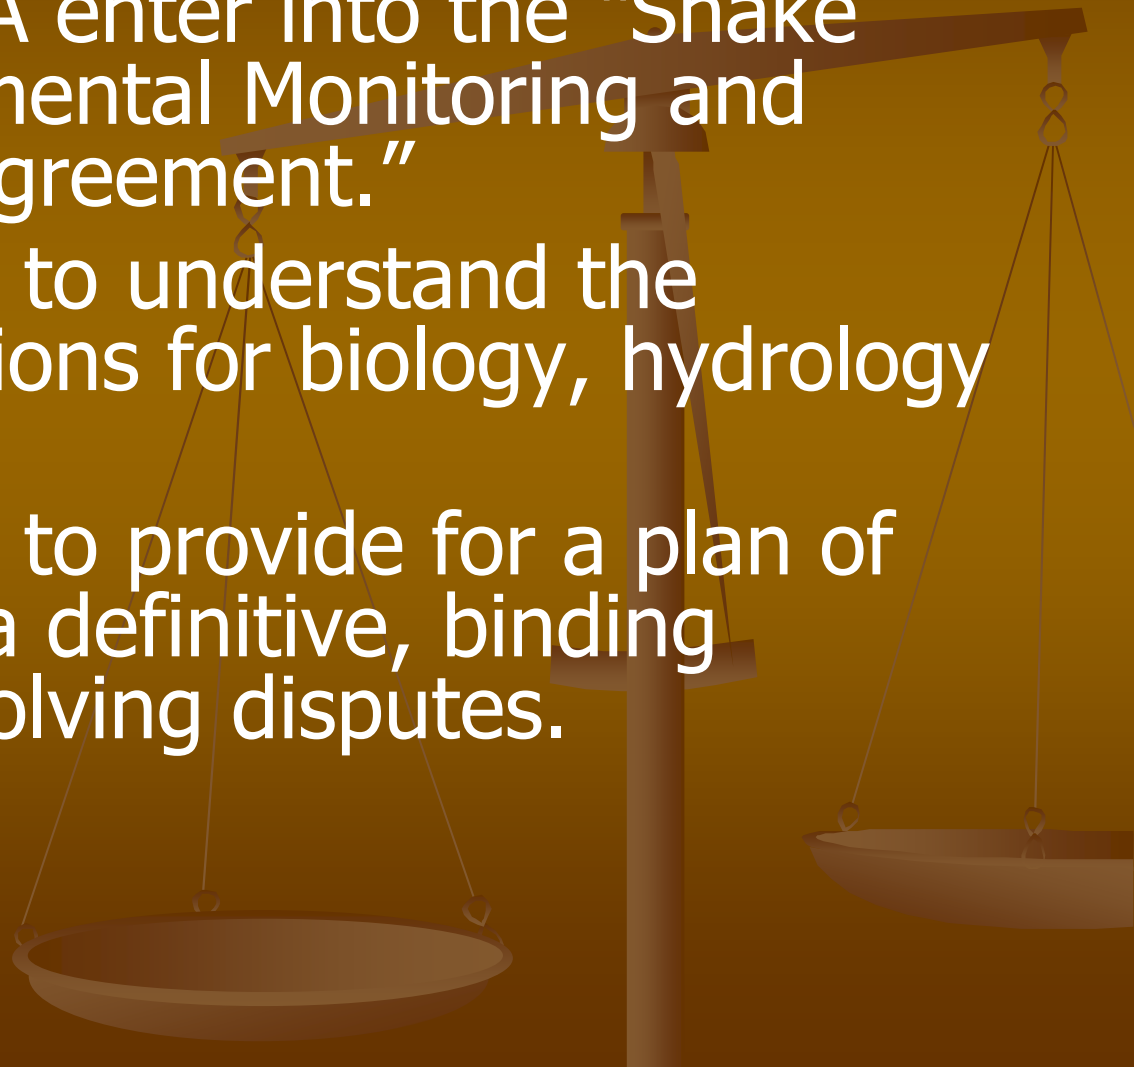 A enter into the “Snake
mental Monitoring and
greement.”
to understand the
ions for biology, hydrology
to provide for a plan of
a definitive, binding
olving disputes.